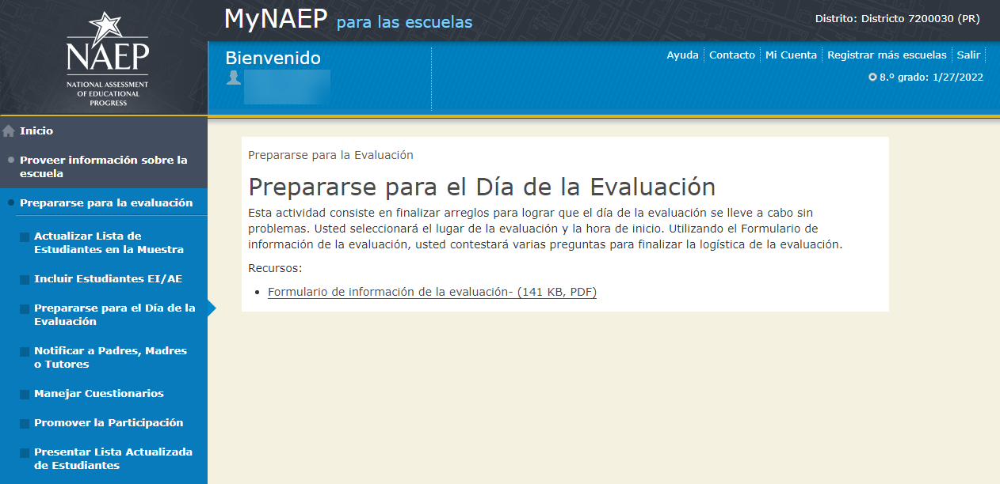 NAEP
NATIONAL ASSESSMENT
OF EDUCATIONAL
PROGRESS
MyNAEP para las escuelas
Distrito: Districto 7200030 (PR)
Bienvenido
Ayuda
Contacto
Mi Cuenta
Registrar más escuelas
Salir
8.º grado: 1/27/2022
Inicio
Proveer información sobre la
escuela
Prepararse para la evaluación
Actualizar Lista de
Estudiantes en la Muestra
Incluir Estudiantes EI/AE
Prepararse para el Día de la
Evaluación
Notificar a Padres, Madres
o Tutores
Manejar Cuestionarios
Promover la Participación
Presentar Lista Actualizada
de Estudiantes
Prepararse para la Evaluación
Prepararse para el Día de la Evaluación
Esta actividad consiste en finalizar arreglos para lograr que el día de la evaluación se lleve a cabo sin
problemas. Usted seleccionará el lugar de la evaluación y la hora de inicio. Utilizando el Formulario de
información de la evaluación, usted contestará varias preguntas para finalizar la logística de la evaluación.
Recursos:
Formulario de información de la evaluación- (141 KB, PDF)